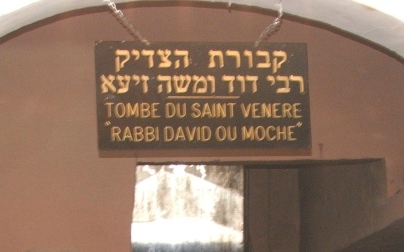 קבורת הצדיק
רבי דוד ומשה זיעא
TOMBE DU SAINT VENERE
"RABBI DAVID OU MOCHE"